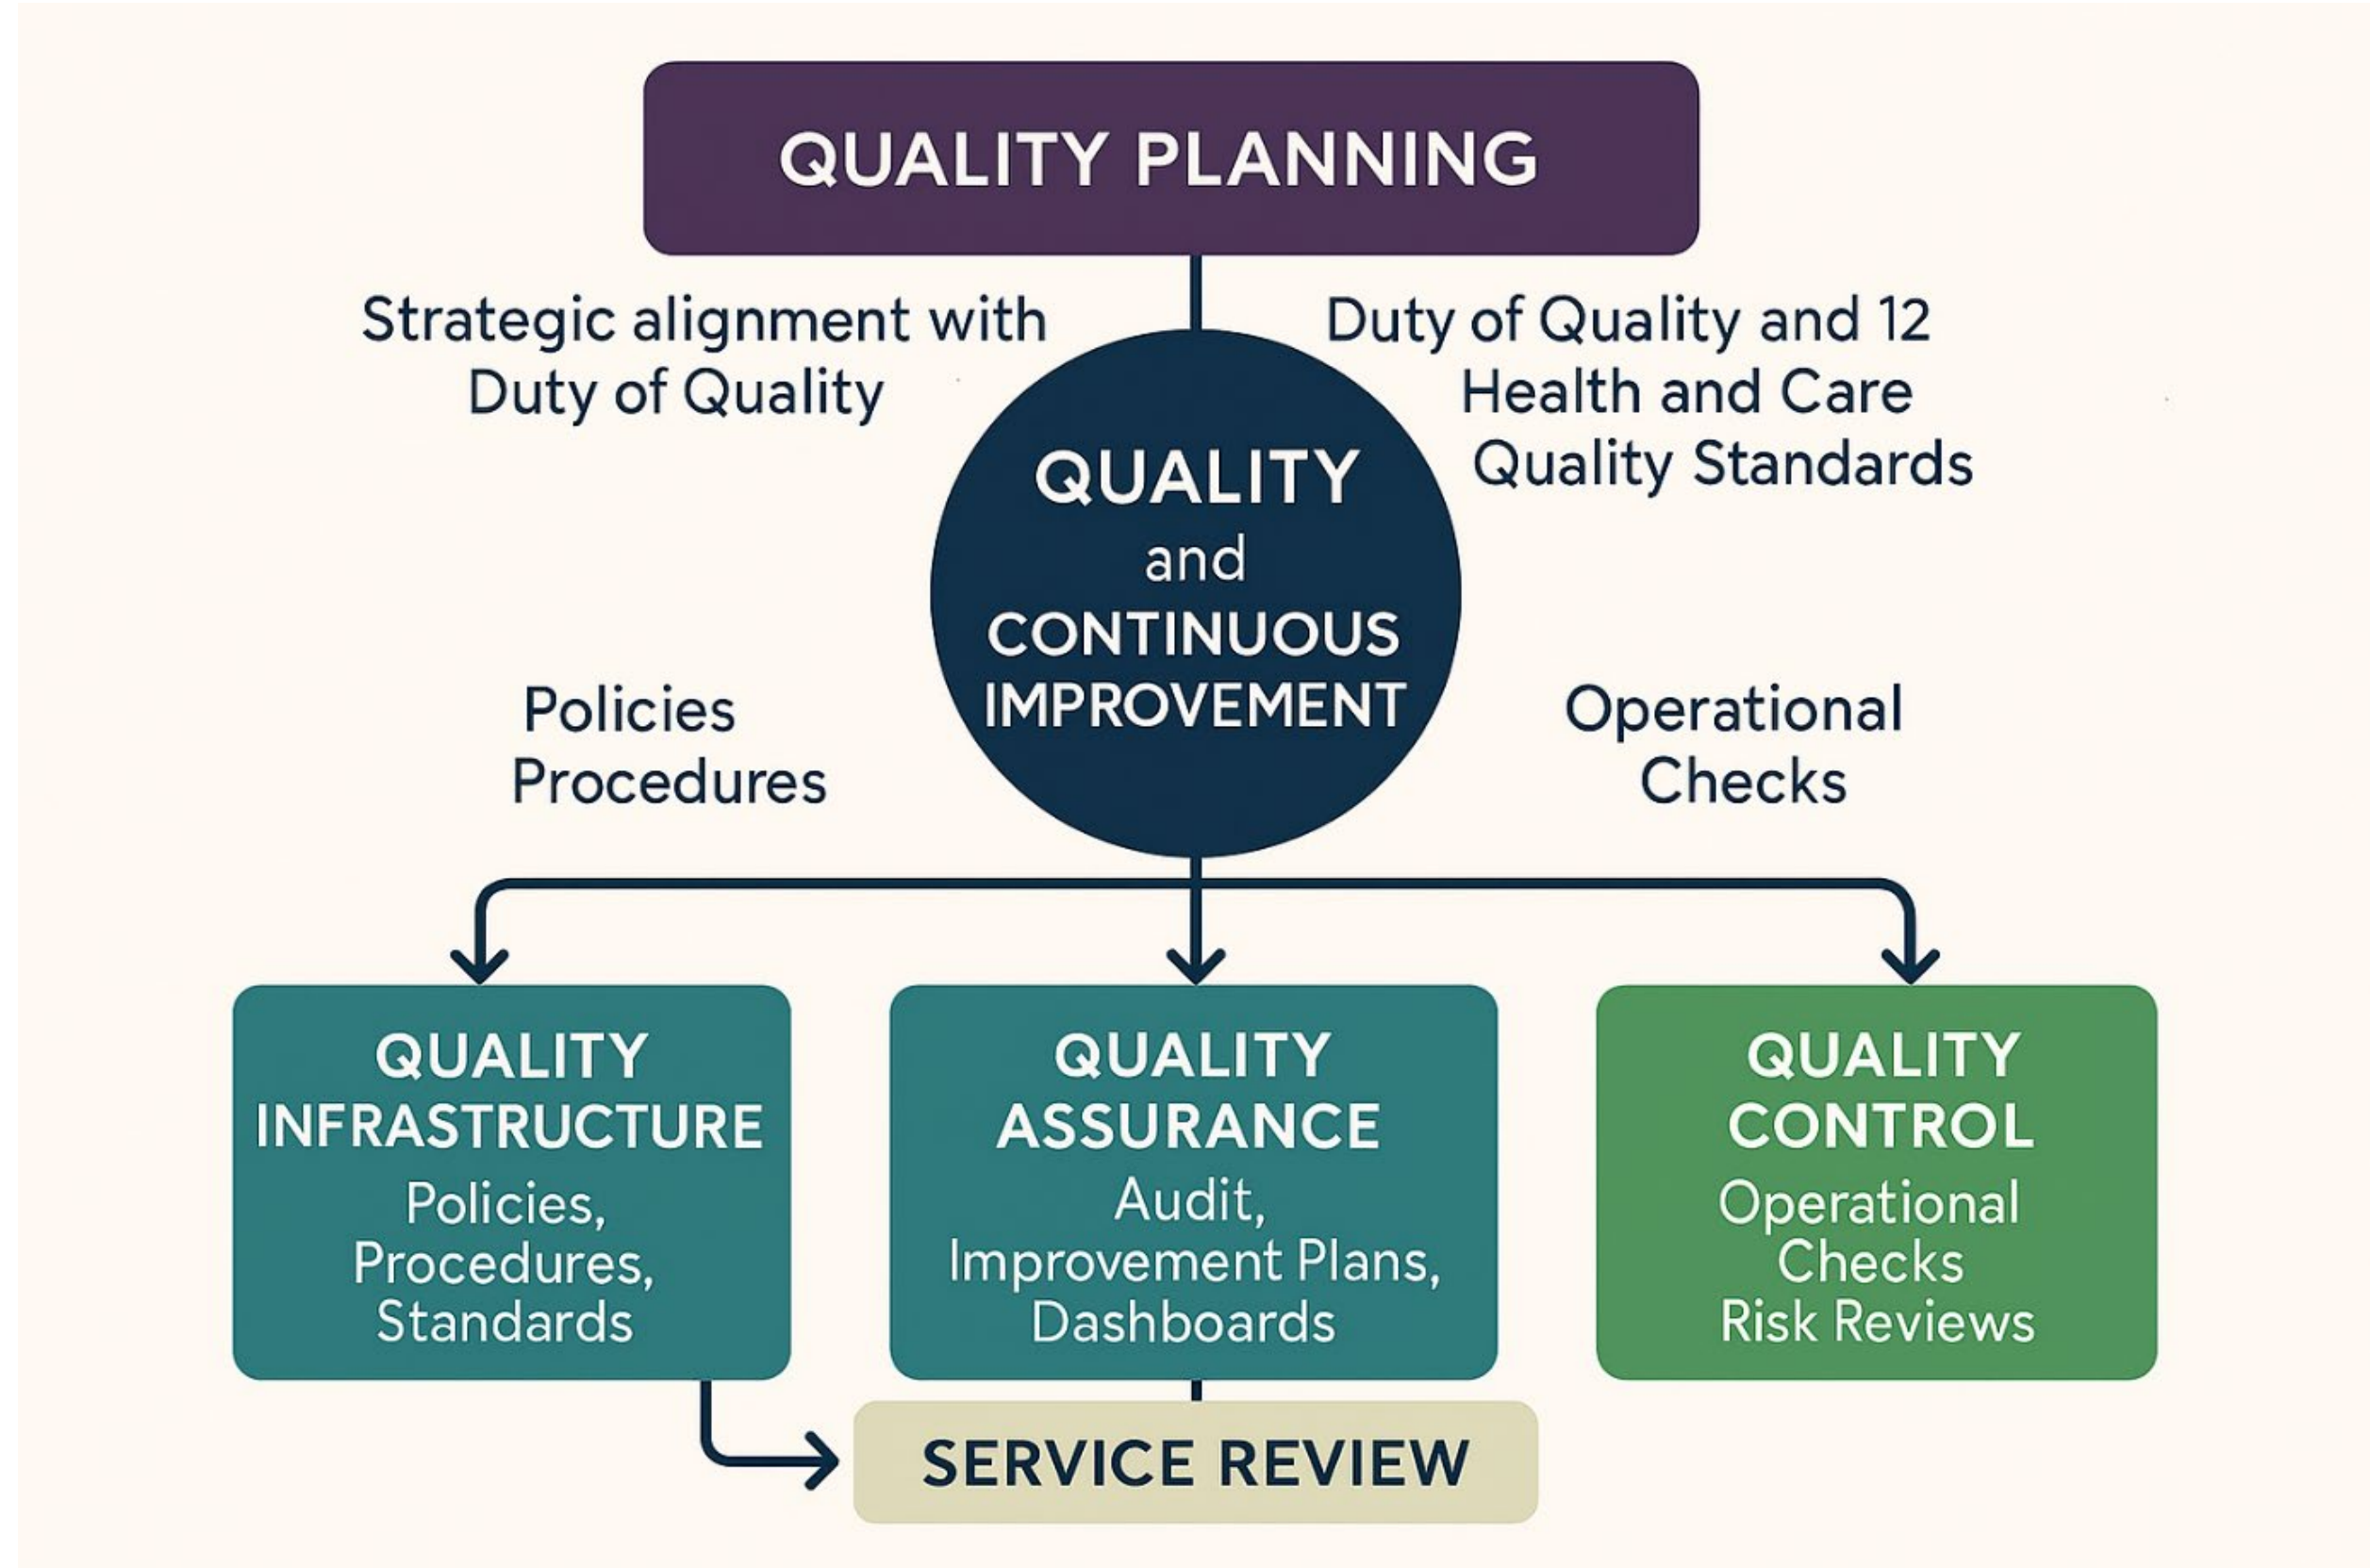 QUALITY PLANNING
Strategic alignment with
Duty of Quality
Duty of Quality and 12
Health and Care
Quality Standards
QUALITY
and
CONTINUOUS
IMPROVEMENT
Policies
Procedures
Operational
Checks
QUALITY
INFRASTRUCTURE
Policies,
Procedures,
Standards
QUALITY
ASSURANCE
Audit,
Improvement Plans,
Dashboards
QUALITY
CONTROL
Operational
Checks
Risk Reviews
SERVICE REVIEW